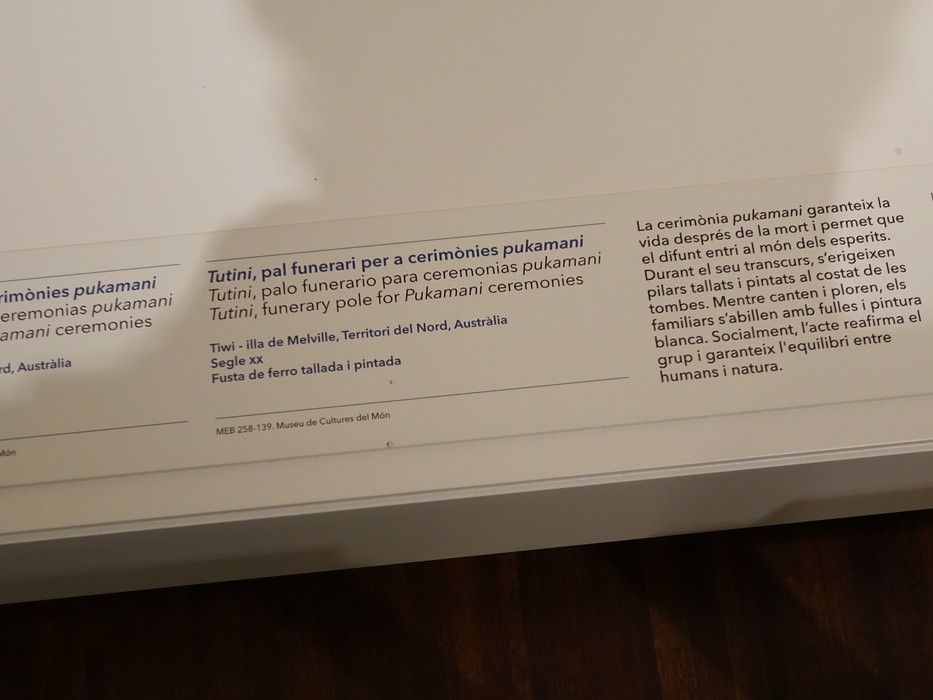 rimònies pukamani
eremonias pukamani
amani ceremonies
rd, Austràlia
Món
Tutini, pal funerari per a cerimònies pukamani
Tutini, palo funerario para ceremonias pukamani
Tutini, funerary pole for Pukamani ceremonies
Tiwi - illa de Melville, Territori del Nord, Austràlia
Segle XX
Fusta de ferro tallada i pintada
MEB 258-139. Museu de Cultures del Món
La cerimònia pukamani garanteix la
vida després de la mort i permet que
el difunt entri al món dels esperits.
Durant el seu transcurs, s'erigeixen
pilars tallats i pintats al costat de les
tombes. Mentre canten i ploren, els
familiars s'abillen amb fulles i pintura
blanca. Socialment, l'acte reafirma el
grup i garanteix l'equilibri entre
humans i natura.